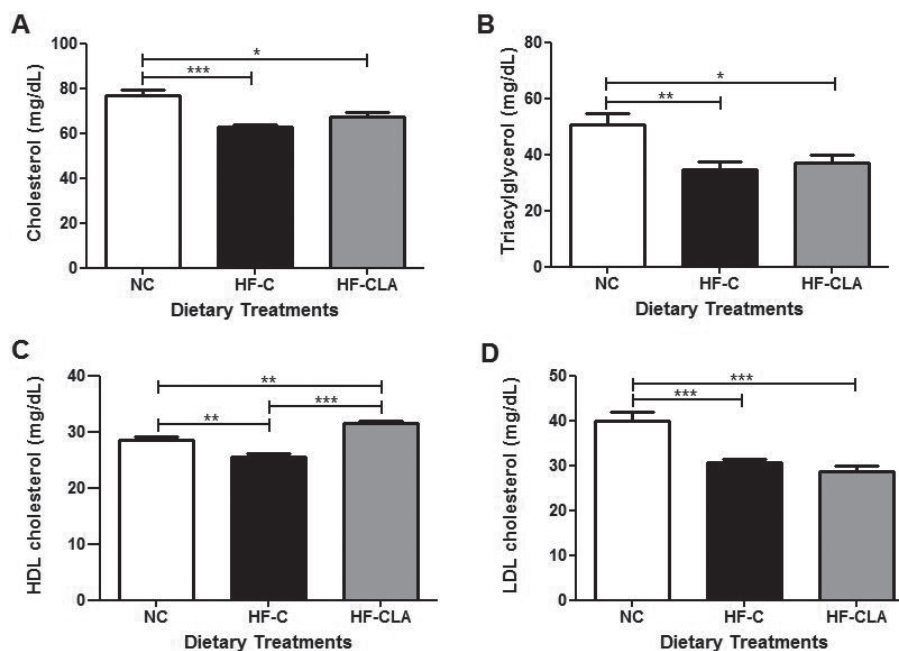 A
Cholesterol (mg/dL)
100
80
60
40
20
0
*
***
NC HF-C HF-CLA
Dietary Treatments
B
Triacylglycerol (mg/dL)
80
60
40
20
0
*
**
NC HF-C HF-CLA
Dietary Treatments
C
HDL cholesterol (mg/dL)
40
30
20
10
0
**
** ***
NC HF-C HF-CLA
Dietary Treatments
D
LDL cholesterol (mg/dL)
50
40
30
20
10
0
***
***
NC HF-C HF-CLA
Dietary Treatments